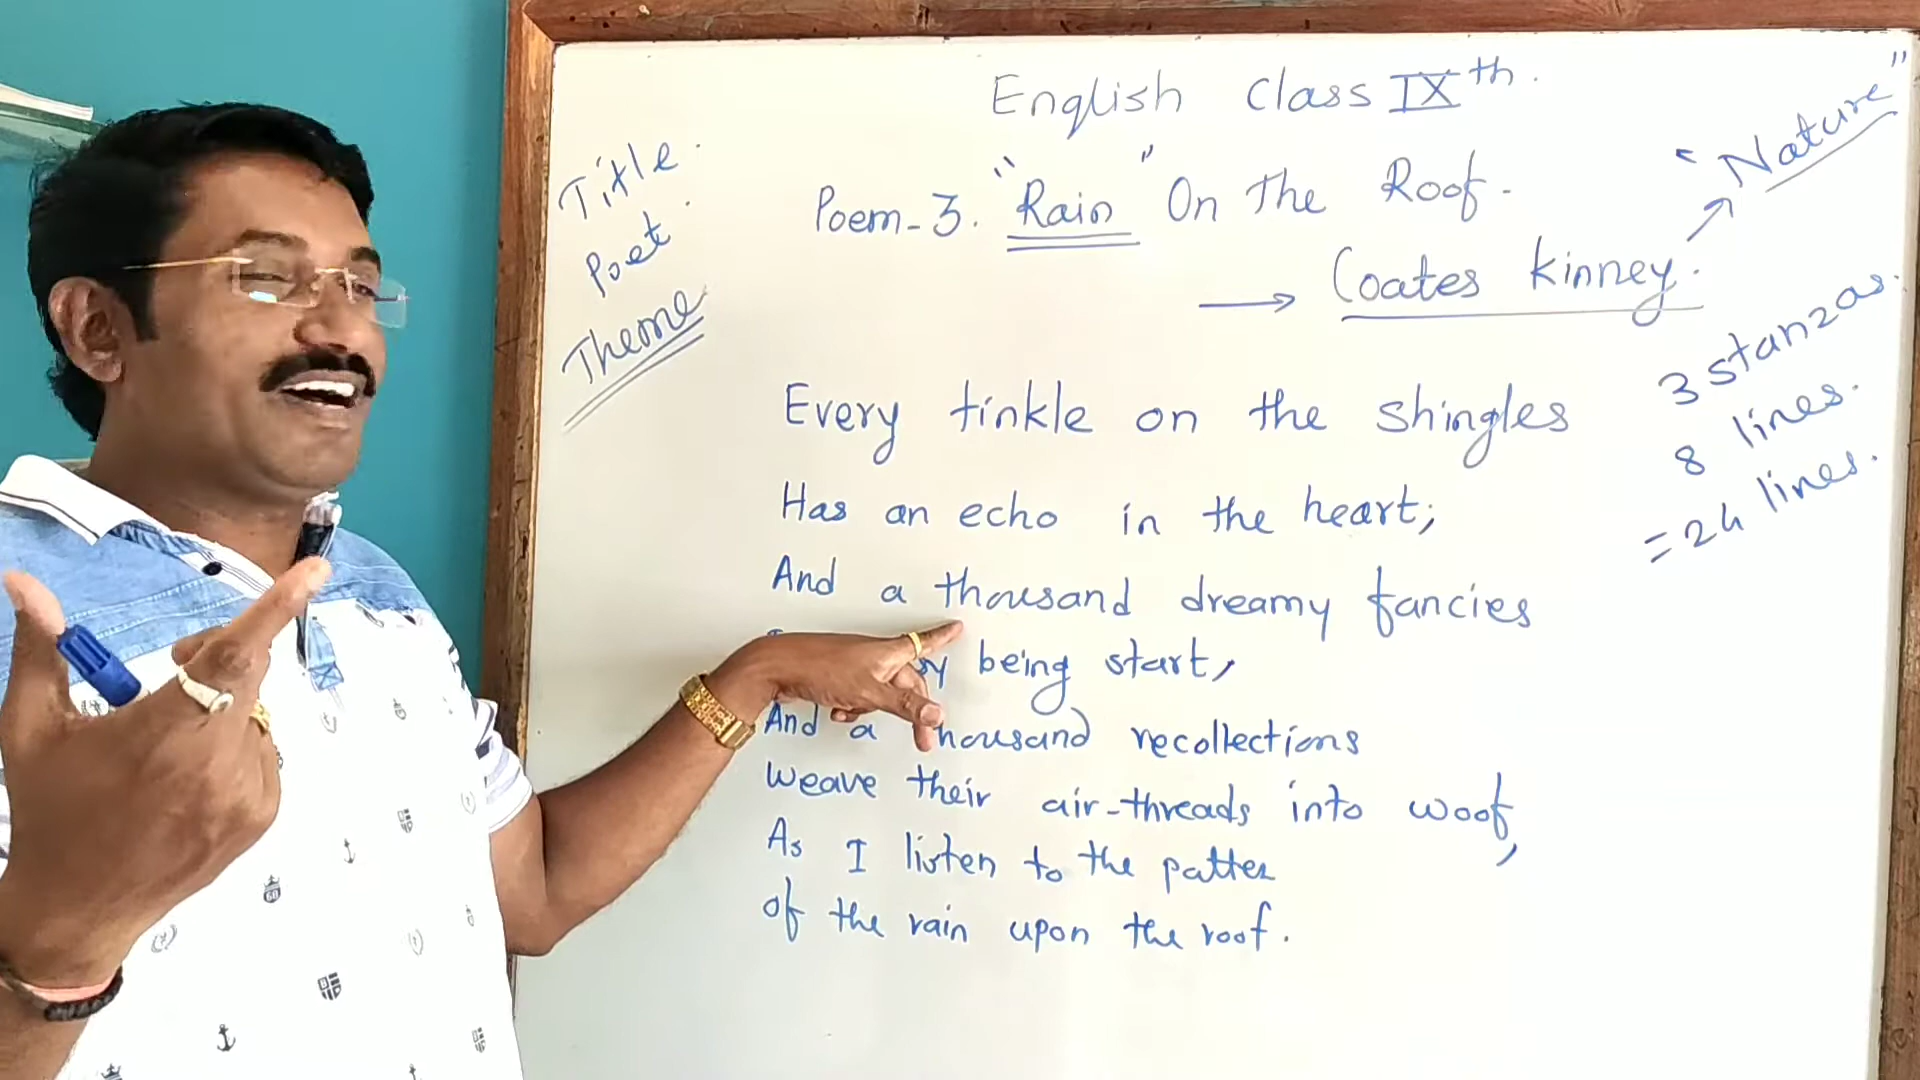 English Class IXth.
Poem-3. "Rain" On The Roof.
→ Coates Kinney.
"Nature"
Title.
Poet.
Theme
3 stanzas.
8 lines.
= 24 lines.
Every tinkle on the shingles
Has an echo in the heart;
And a thousand dreamy fancies
being start,
And a thousand recollections
Weave their air-threads into woof,
As I listen to the patter
of the rain upon the roof.